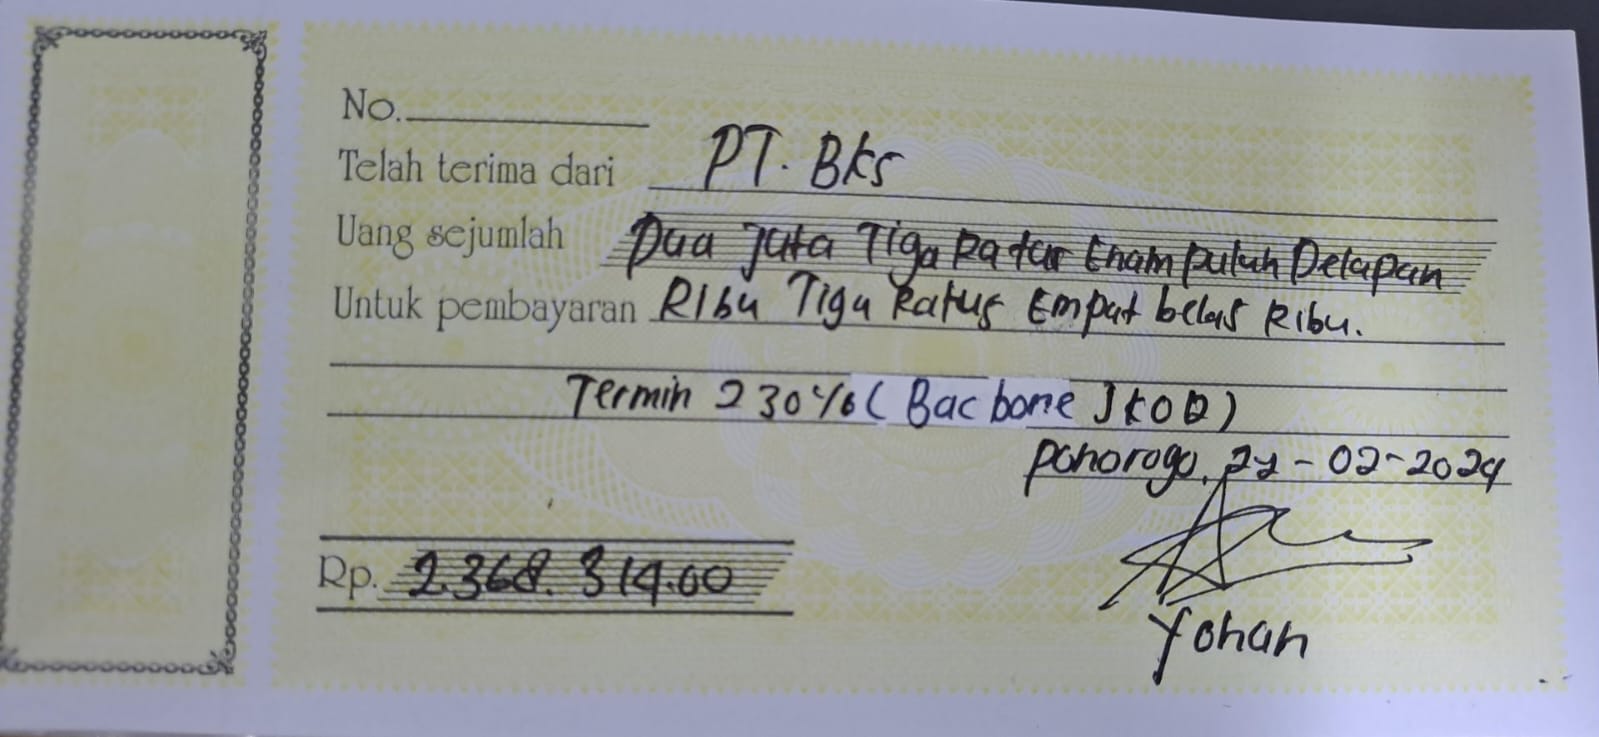 No.
Telah terima dari PT. BKS
Uang sejumlah Dua Juta Tiga Ratus Enam puluh Delapan
Untuk pembayaran Ribu Tiga Ratus Empat belas Ribu.
Termin 2 30% (Bac bone JKOQ)
Ponorogo, 22-02-2024
Rp. 2.368.314.00
Yohan